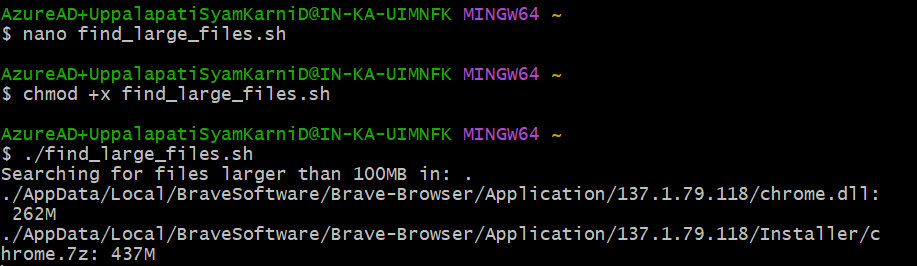 AzureAD+UppalapatiSyamKarniD@IN-KA-UIMNFK MINGW64 ~
$ nano find_large_files.sh
AzureAD+UppalapatiSyamKarniD@IN-KA-UIMNFK MINGW64 ~
$ chmod +x find_large_files.sh
AzureAD+UppalapatiSyamKarniD@IN-KA-UIMNFK MINGW64 ~
$ ./find_large_files.sh
Searching for files larger than 100MB in: .
./AppData/Local/BraveSoftware/Brave-Browser/Application/137.1.79.118/chrome.dll:
 262M
./AppData/Local/BraveSoftware/Brave-Browser/Application/137.1.79.118/Installer/c
hrome.7z: 437M